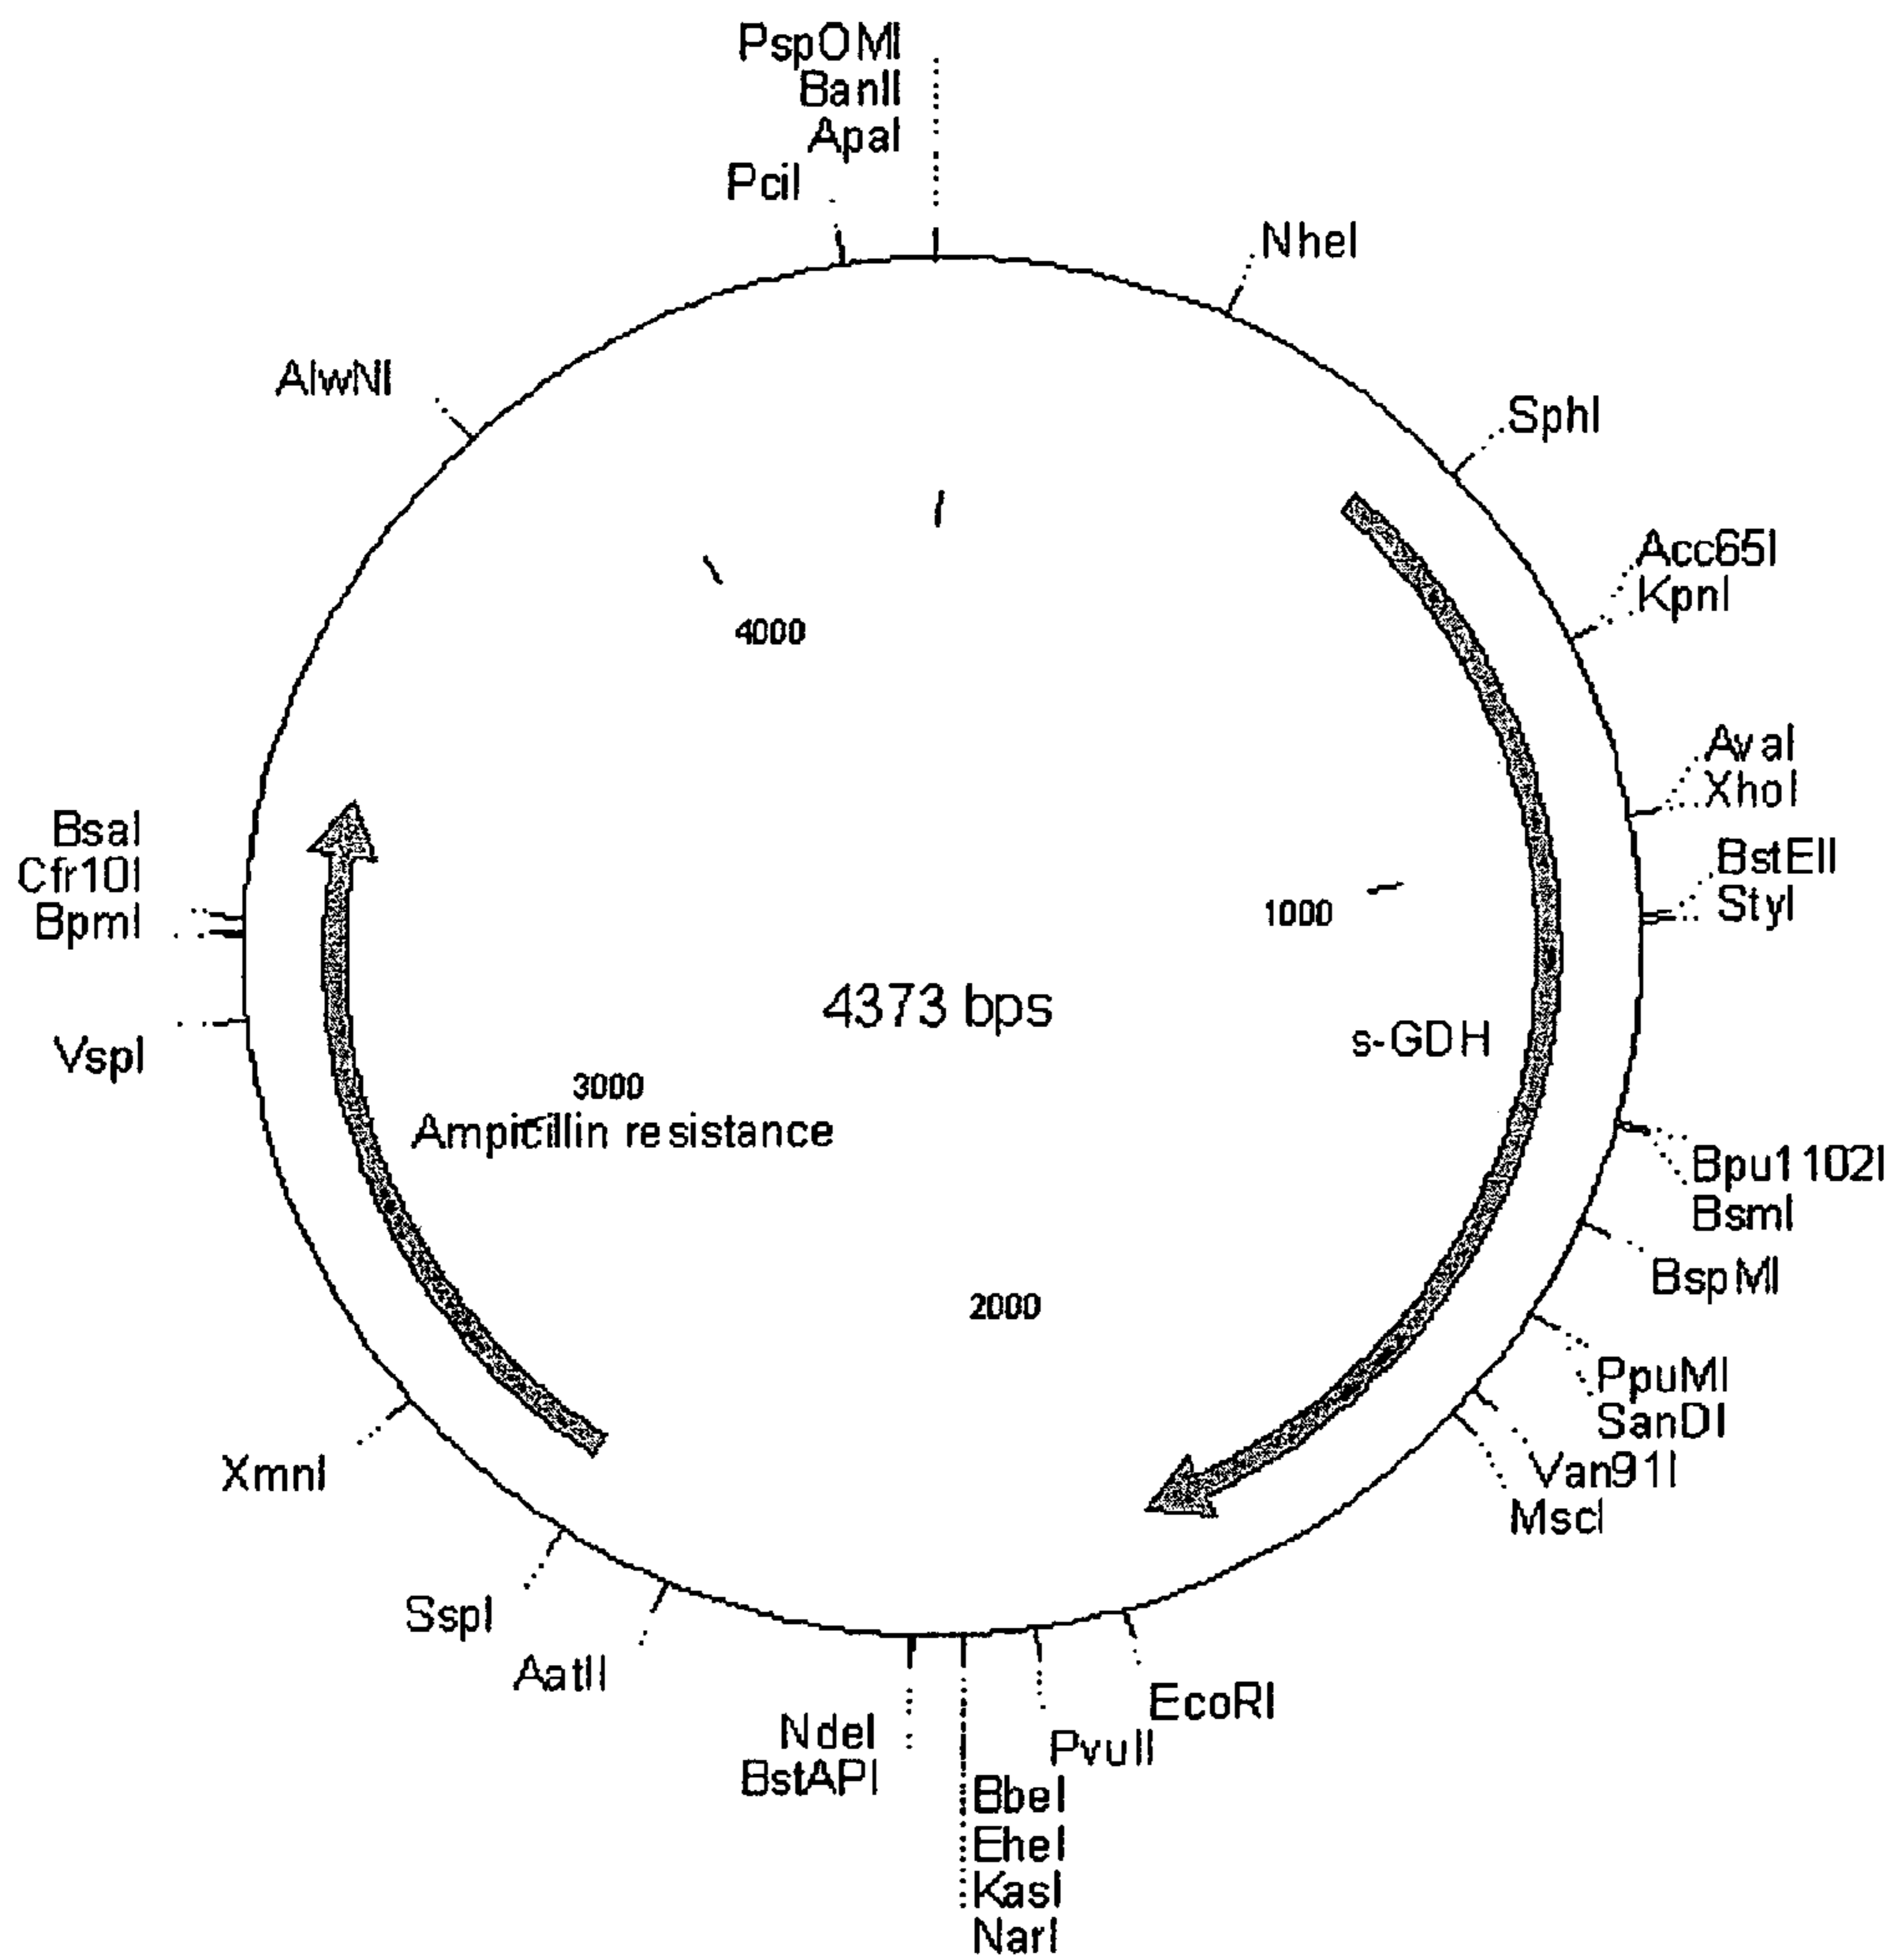 PspOMI
BanII
ApaI
PciI
NheI
AlwNI
SphI
Acc65I
KpnI
4000
AvaI
XhoI
BsaI
Cfr10I
BpmI
BstEII
StyI
1000
4373 bps
s-GDH
VspI
3000
Ampicillin resistance
Bpu1102I
BsmI
BspMI
2000
PpuMI
SanDI
Van91I
MscI
XmnI
SspI
AatII
EcoRI
NdeI
BstAPI
PvuII
BbeI
EheI
KasI
NarI